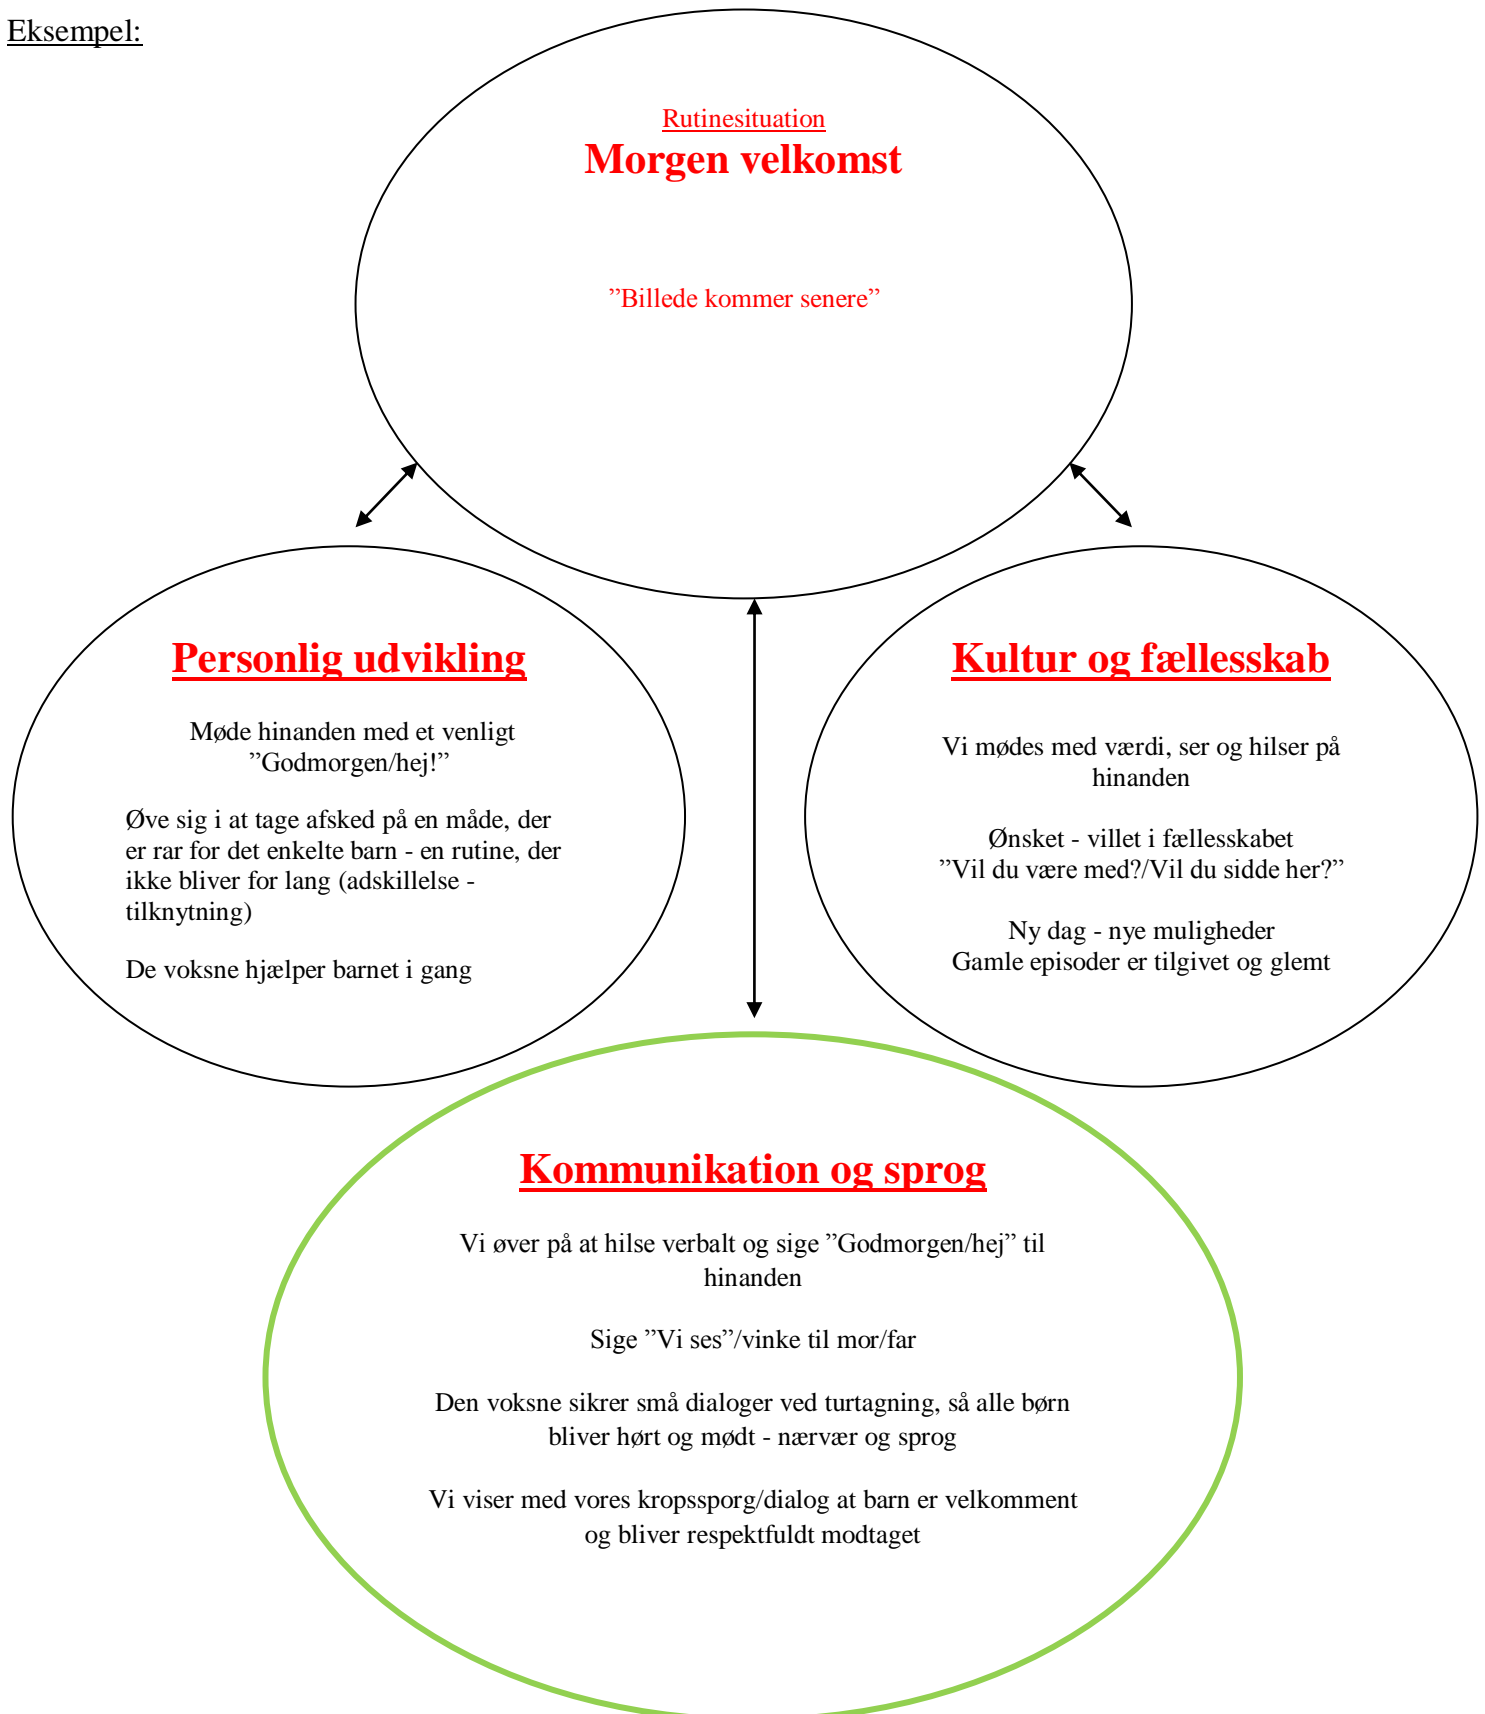 Eksempel:
Rutinesituation
Morgen velkomst
”Billede kommer senere”
Personlig udvikling
Møde hinanden med et venligt
”Godmorgen/hej!”
Øve sig i at tage afsked på en måde, der
er rar for det enkelte barn - en rutine, der
ikke bliver for lang (adskillelse -
tilknytning)
De voksne hjælper barnet i gang
Kultur og fællesskab
Vi mødes med værdi, ser og hilser på
hinanden
Ønsket - villet i fællesskabet
”Vil du være med?/Vil du sidde her?”
Ny dag - nye muligheder
Gamle episoder er tilgivet og glemt
Kommunikation og sprog
Vi øver på at hilse verbalt og sige ”Godmorgen/hej” til
hinanden
Sige ”Vi ses”/vinke til mor/far
Den voksne sikrer små dialoger ved turtagning, så alle børn
bliver hørt og mødt - nærvær og sprog
Vi viser med vores kropssporg/dialog at barn er velkomment
og bliver respektfuldt modtaget